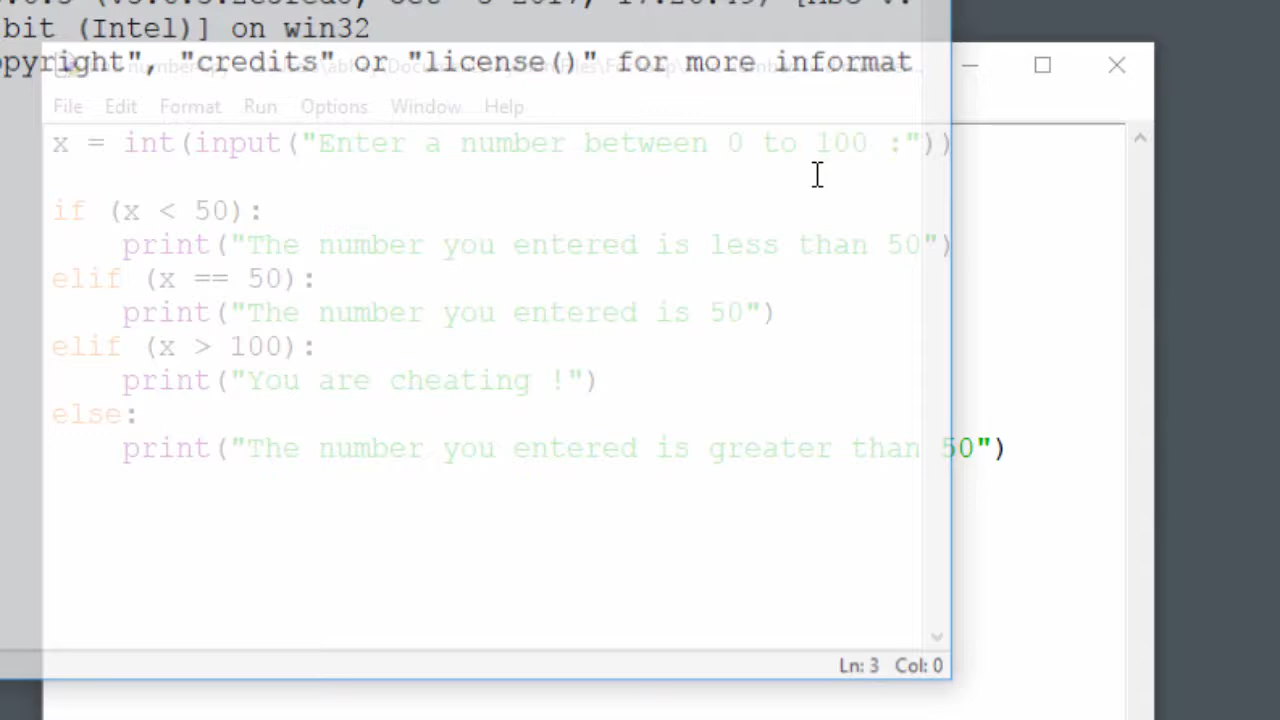 bit (Intel)] on win32
opyright", "credits" or "license()" for more informat
File Edit Format Run Options Window Help
x = int(input("Enter a number between 0 to 100 :"))
if (x < 50):
print("The number you entered is less than 50")
elif (x == 50):
print("The number you entered is 50")
elif (x > 100):
print("You are cheating !")
else:
print("The number you entered is greater than 50")
Ln: 3 Col: 0